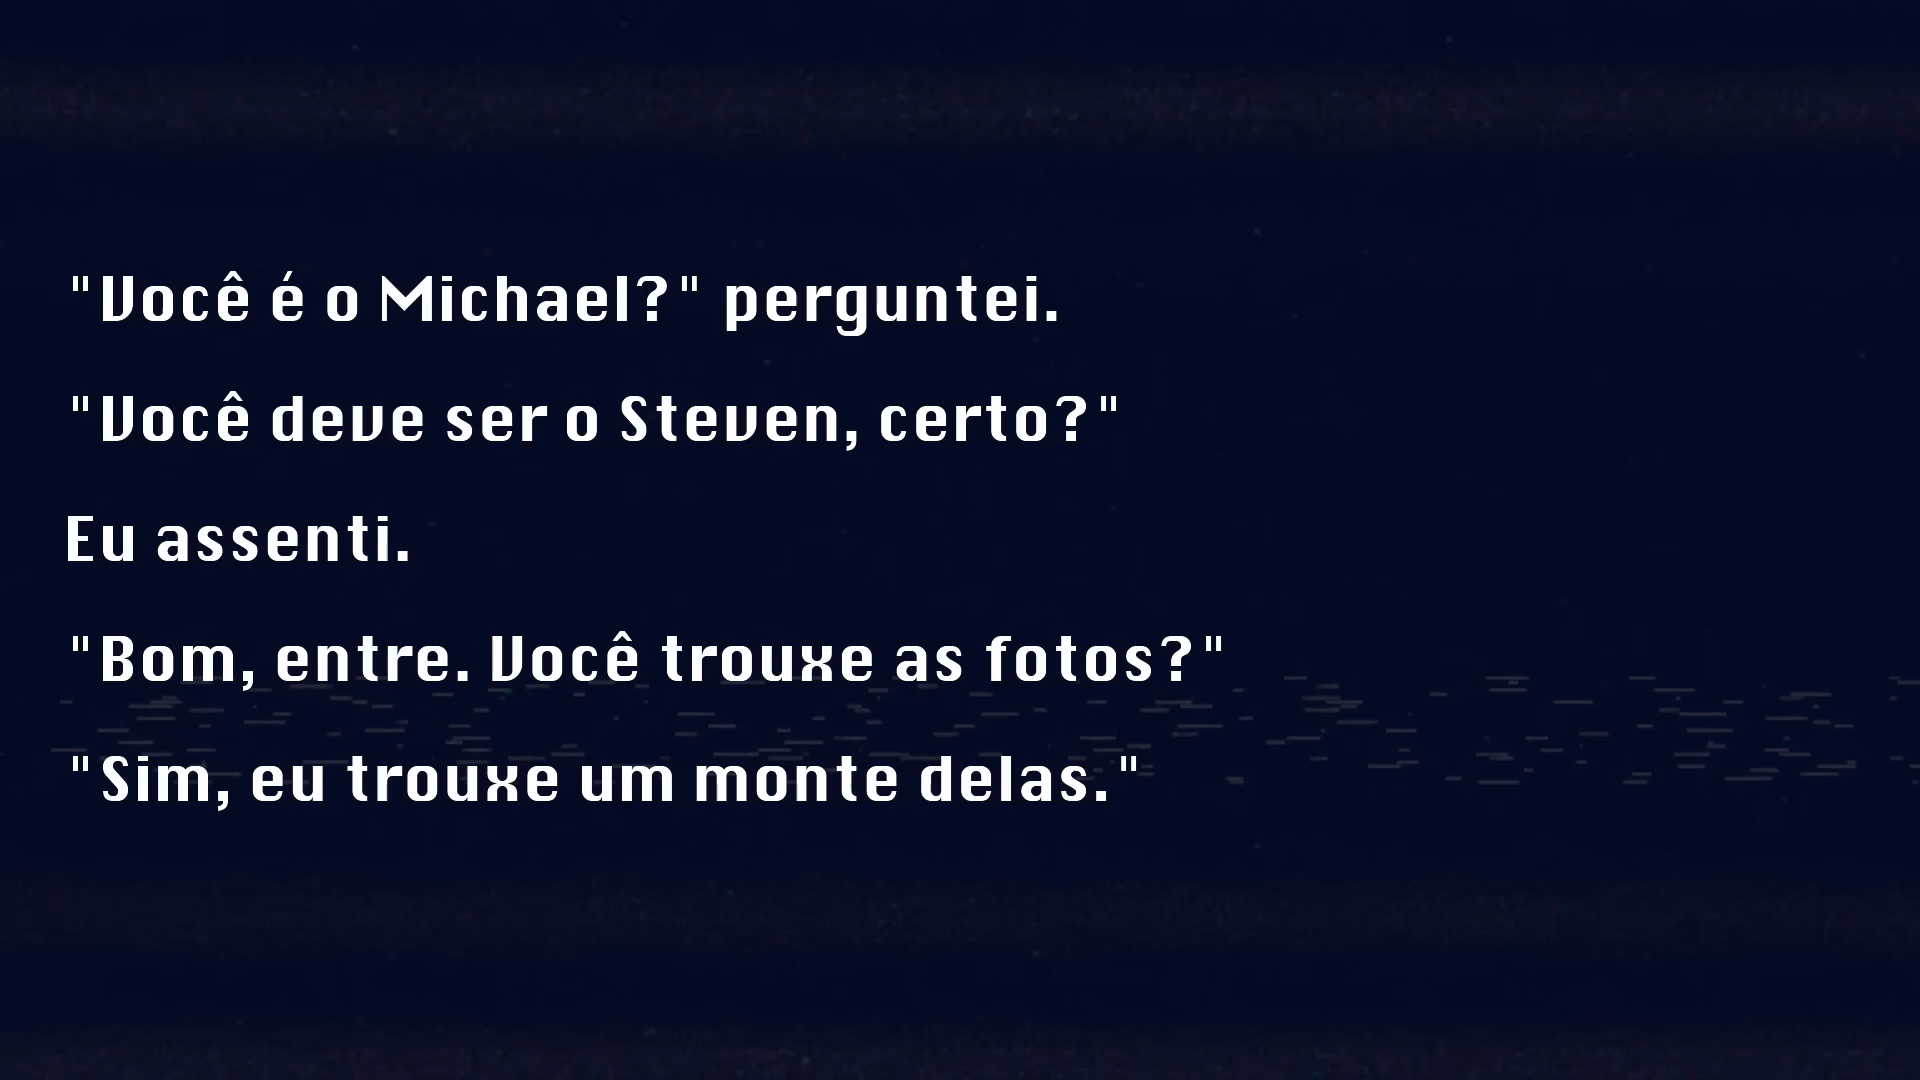 "Você é o Michael?" perguntei.
"Você deve ser o Steven, certo?"
Eu assenti.
"Bom, entre. Você trouxe as fotos?"
"Sim, eu trouxe um monte delas."